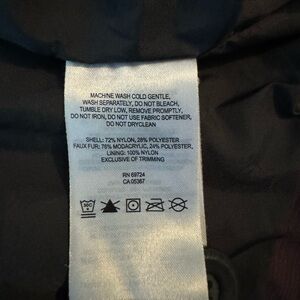 MACHINE WASH COLD GENTLE,
WASH SEPARATELY, DO NOT BLEACH,
TUMBLE DRY LOW, REMOVE PROMPTLY,
DO NOT IRON, DO NOT USE FABRIC SOFTENER,
DO NOT DRYCLEAN
SHELL: 72% NYLON, 28% POLYESTER
FAUX FUR: 76% MODACRYLIC, 24% POLYESTER,
LINING: 100% NYLON
EXCLUSIVE OF TRIMMING
RN 69724
CA 05367